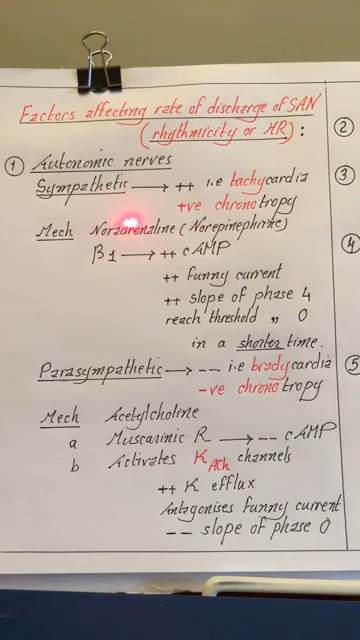 Factors affecting rate of discharge of SAN
(rhythmicity or HR) :
① Autonomic nerves
Sympathetic → ++ i.e tachycardia
+ve chronotropy
Mech Noradrenaline (Norepinephrine)
β1 → ++ cAMP
++ funny current
++ slope of phase 4
reach threshold ,, 0
in a shorter time.
Parasympathetic → -- i.e bradycardia
-ve chronotropy
Mech Acetylcholine
a Muscarinic R → -- cAMP
b Activates K ACh channels
++ K efflux
Antagonises funny current
-- slope of phase 0
②
③
④
⑤